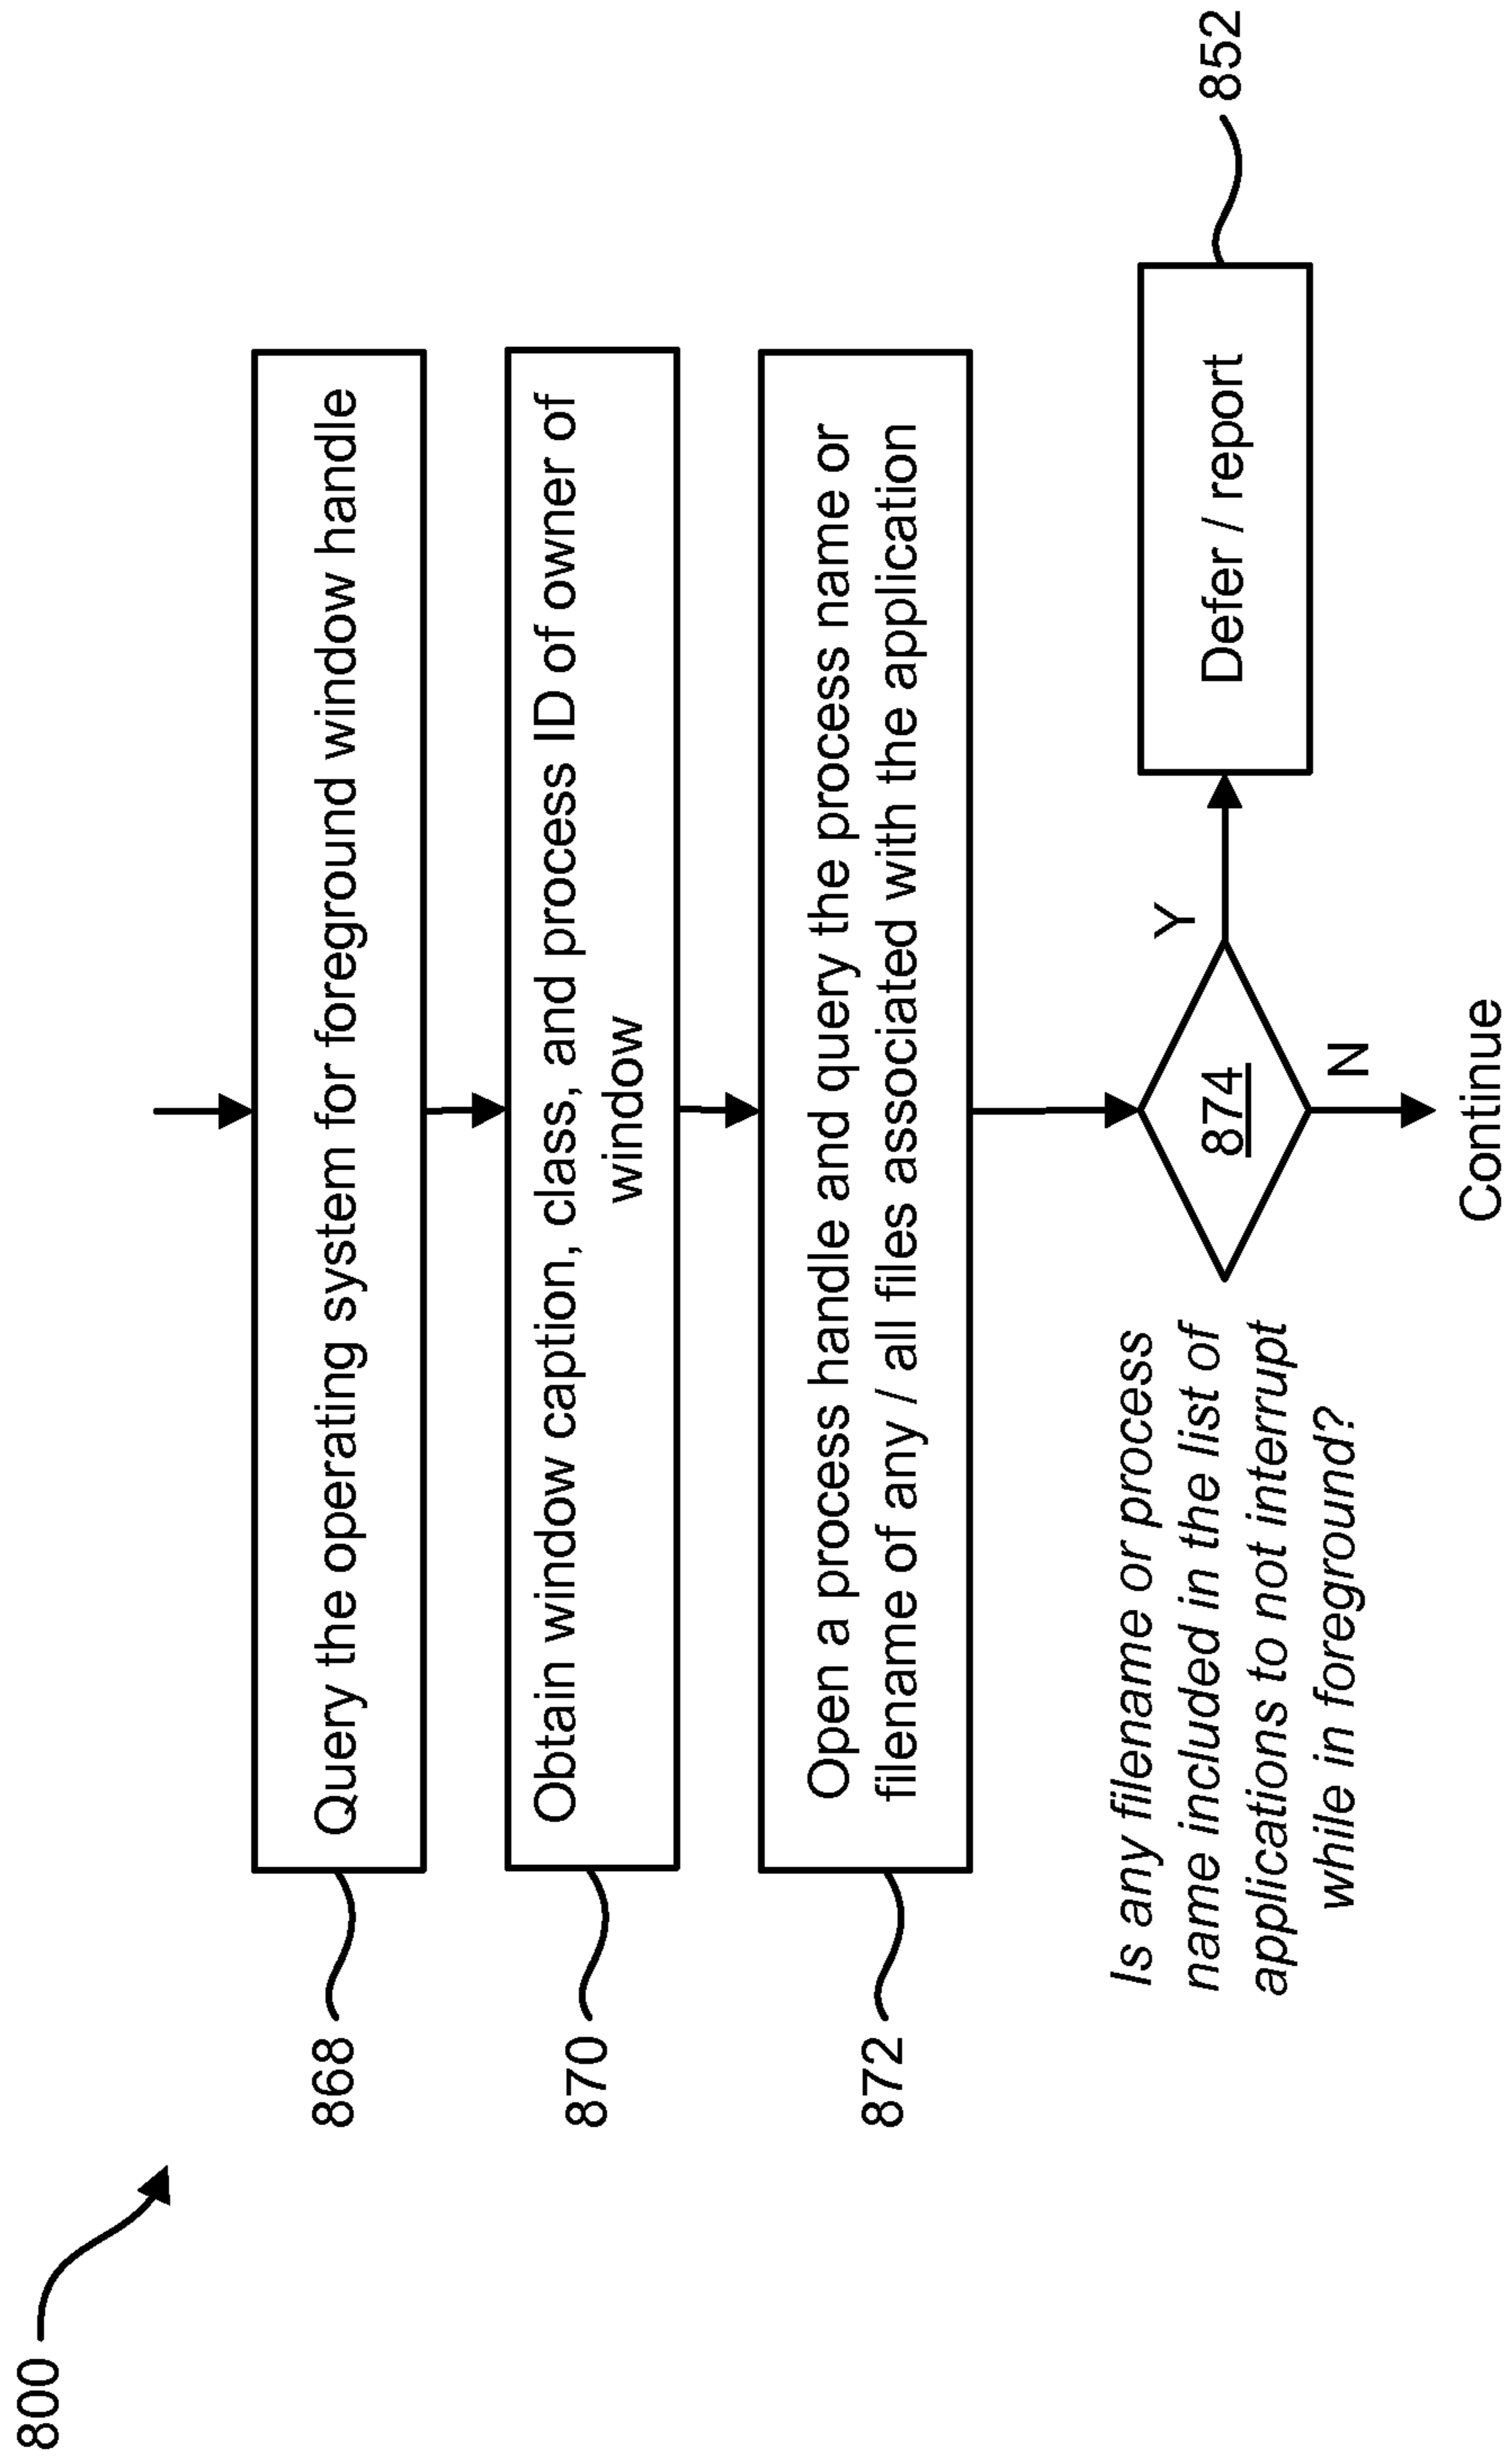 800
868
Query the operating system for foreground window handle
870
Obtain window caption, class, and process ID of owner of
window
872
Open a process handle and query the process name or
filename of any / all files associated with the application
Is any filename or process
name included in the list of
applications to not interrupt
while in foreground?
874
Y
Defer / report
852
N
Continue